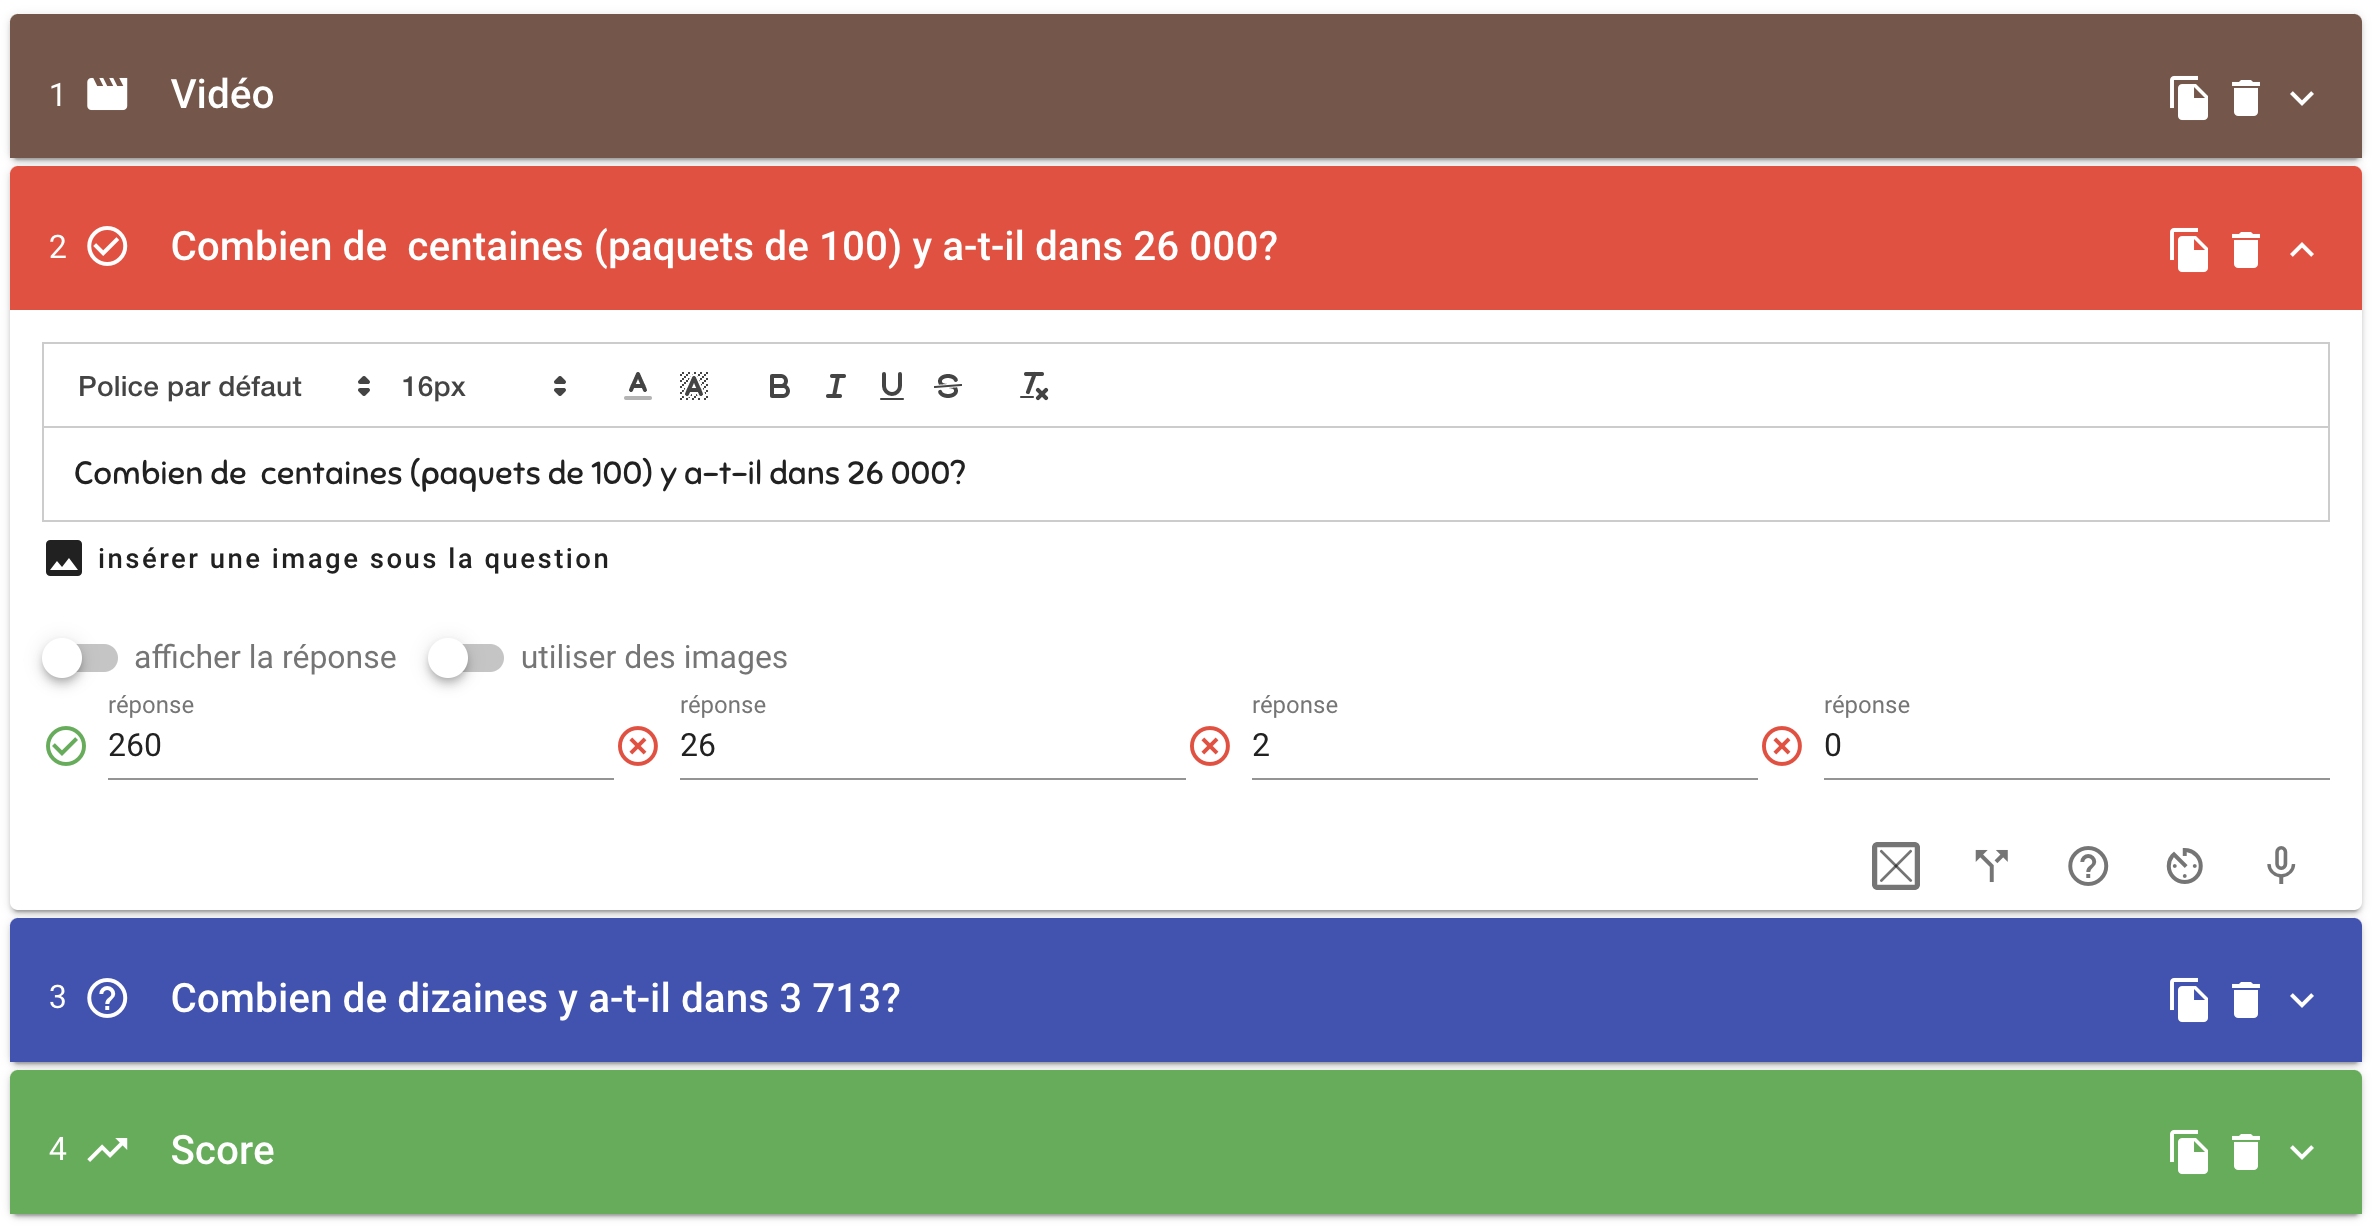 1 Vidéo
2 Combien de  centaines (paquets de 100) y a-t-il dans 26 000?
Police par défaut 16px A A B I U S Tx
Combien de  centaines (paquets de 100) y a-t-il dans 26 000?
insérer une image sous la question
afficher la réponse utiliser des images
réponse réponse réponse réponse
260 26 2 0
3 Combien de dizaines y a-t-il dans 3 713?
4 Score